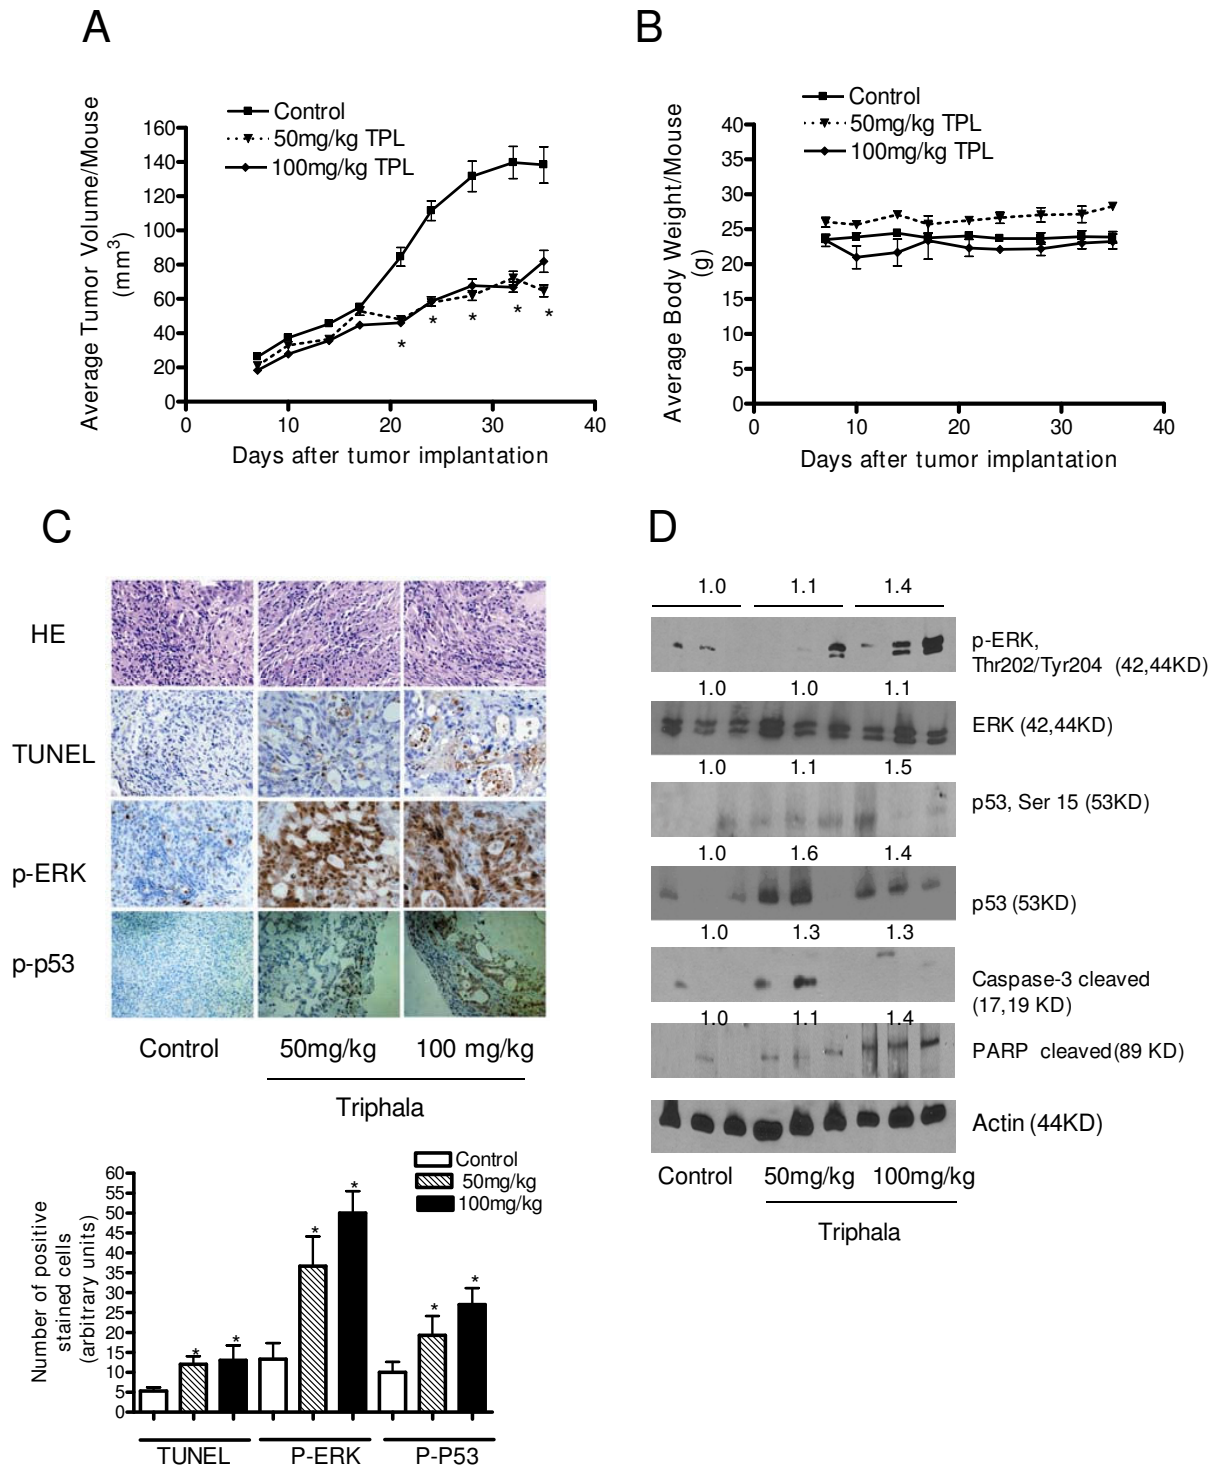 A
Control
50mg/kg TPL
100mg/kg TPL
Average Tumor Volume/Mouse
(mm3)
160
140
120
100
80
60
40
20
0
*
*
*
*
*
0 10 20 30 40
Days after tumor implantation
B
Control
50mg/kg TPL
100mg/kg TPL
Average Body Weight/Mouse
(g)
40
35
30
25
20
15
10
5
0
0 10 20 30 40
Days after tumor implantation
C
HE
TUNEL
p-ERK
p-p53
Control 50mg/kg 100 mg/kg
Triphala
Control
50mg/kg
100mg/kg
Number of positive
stained cells
(arbitrary units)
60
55
50
45
40
35
30
25
20
15
10
5
0
* * * * * *
TUNEL P-ERK P-P53
D
1.0 1.1 1.4
p-ERK,
Thr202/Tyr204 (42,44KD)
1.0 1.0 1.1
ERK (42,44KD)
1.0 1.1 1.5
p53, Ser 15 (53KD)
1.0 1.6 1.4
p53 (53KD)
1.0 1.3 1.3
Caspase-3 cleaved
(17,19 KD)
1.0 1.1 1.4
PARP cleaved(89 KD)
Actin (44KD)
Control 50mg/kg 100mg/kg
Triphala